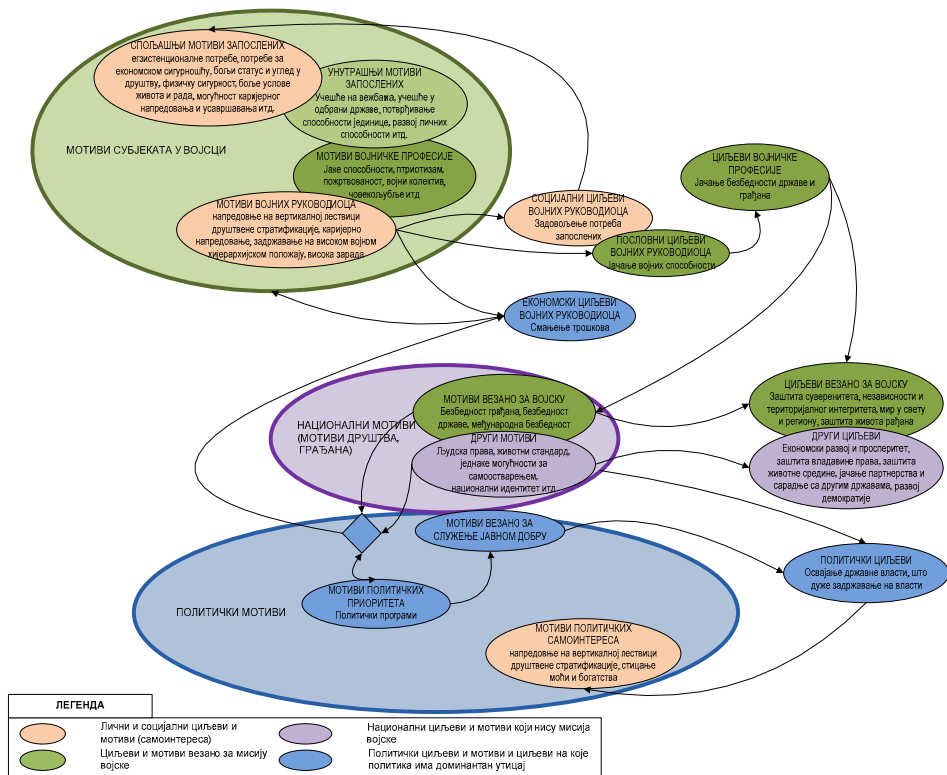 СПОЉАШЊИ МОТИВИ ЗАПОСЛЕНИХ
егзистенционалне потребе, потребе за
економском сигурношћу, бољи статус и углед у
друштву, физичку сигурност, боље услове
живота и рада, могућност каријерног
напредовања и усавршавања итд.
УНУТРАШЊИ МОТИВИ
ЗАПОСЛЕНИХ
Учешће на вежбама, учешће у
одбрани државе, потврђивање
способности јединице, развој личних
способности итд.
МОТИВИ СУБЈЕКАТА У ВОЈСЦИ
МОТИВИ ВОЈНИЧКЕ ПРОФЕСИЈЕ
Јаке способности, птриотизам,
пожртвованост, војни колектив,
човекољубље итд
МОТИВИ ВОЈНИХ РУКОВОДИОЦА
напредовње на вертикалној лествици
друштвене стратификације, каријерно
напредовање, задржавање на високом војном
хијерархијском положају, висока зарада
СОЦИЈАЛНИ ЦИЉЕВИ
ВОЈНИХ РУКОВОДИОЦА
Задовољење потреба
запослених
ПОСЛОВНИ ЦИЉЕВИ
ВОЈНИХ РУКОВОДИОЦА
Јачање војних способности
ЦИЉЕВИ ВОЈНИЧКЕ
ПРОФЕСИЈЕ
Јачање безбедности државе и
грађана
ЕКОНОМСКИ ЦИЉЕВИ
ВОЈНИХ РУКОВОДИОЦА
Смањење трошкова
НАЦИОНАЛНИ МОТИВИ
(МОТИВИ ДРУШТВА,
ГРАЂАНА)
МОТИВИ ВЕЗАНО ЗА ВОЈСКУ
Безбедност грађана, безбедност
државе, међународна безбедност
ДРУГИ МОТИВИ
Људска права, животни стандард,
једнаке могућности за
самоостварењем,
национални идентитет итд
ЦИЉЕВИ ВЕЗАНО ЗА ВОЈСКУ
Заштита суверенитета, независности и
територијалног интегритета, мир у свету
и региону, заштита живота рађана
ДРУГИ ЦИЉЕВИ
Економски развој и просперитет,
заштита владавине права, заштита
животне средине, јачање партнерства и
сарадње са другим државама, развој
демократије
МОТИВИ ВЕЗАНО ЗА
СЛУЖЕЊЕ ЈАВНОМ ДОБРУ
ПОЛИТИЧКИ ЦИЉЕВИ
Освајање државне власти, што
дуже задржавање на власти
ПОЛИТИЧКИ МОТИВИ
МОТИВИ ПОЛИТИЧКИХ
ПРИОРИТЕТА
Политички програми
МОТИВИ ПОЛИТИЧКИХ
САМОИНТЕРЕСА
напредовње на вертикалној лествици
друштвене стратификације, стицање
моћи и богатства
ЛЕГЕНДА
Лични и социјални циљеви и
мотиви (самоинтереса)
Циљеви и мотиви везано за мисију
војске
Национални циљеви и мотиви који нису мисија
војске
Политички циљеви и мотиви и циљеви на које
политика има доминантан утицај